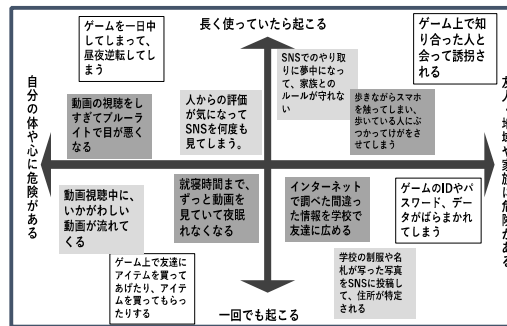 長く使っていたら起こる
ゲームを一日中
してしまって、
昼夜逆転して
しまう
ゲーム上で知
り合った人と
会って誘拐さ
れる
SNSでのやり取
りに夢中になっ
て、家族との
ルールが守れな
い
動画の視聴をし
すぎてブルーラ
イトで目が悪く
なる
人からの評価
が気になって
SNSを何度も
見てしまう。
歩きながらスマホ
を触ってしまい、
歩いている人にぶ
つかってけがをさ
せてしまう
自分の体や心に危険がある
友人や地域や家族に危険がある
動画視聴中に、
いかがわしい
動画が流れて
くる
就寝時間まで、
ずっと動画を
見ていて夜眠
れなくなる
インターネット
で調べた間違っ
た情報を学校で
友達に広める
ゲームのIDやパ
スワード、デー
タがばらまかれ
てしまう
ゲーム上で友達に
アイテムを買って
あげたり、アイテ
ムを買ってもらっ
たりする
学校の制服や名
札が写った写真
をSNSに投稿し
て、住所が特定
される
一回でも起こる